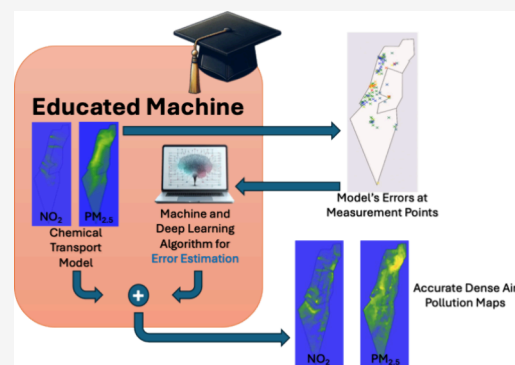 Educated Machine
NO2
PM2.5
Chemical
Transport
Model
Machine and
Deep Learning
Algorithm for
Error Estimation
+
Model's Errors at
Measurement Points
NO2
PM2.5
Accurate Dense Air
Pollution Maps